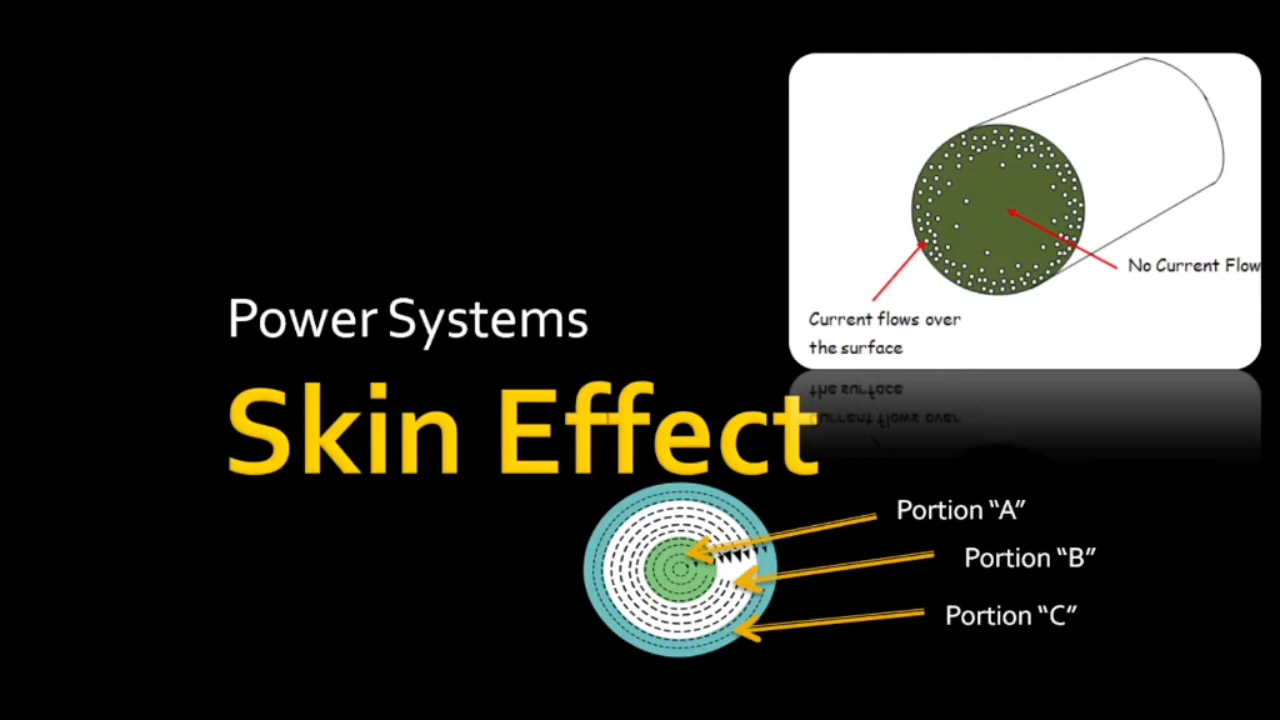 No Current Flow
Current flows over
the surface
Power Systems
Skin Effect
Portion “A”
Portion “B”
Portion “C”